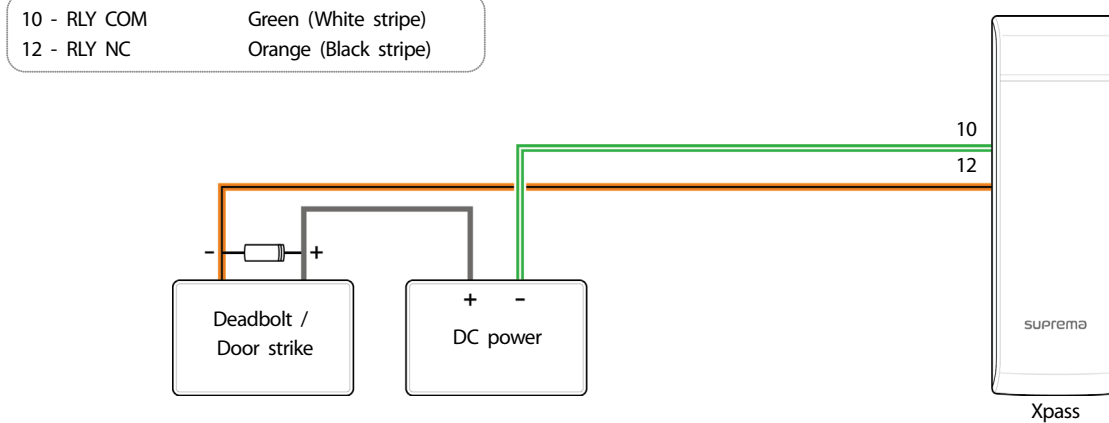 10 - RLY COM Green (White stripe)
12 - RLY NC Orange (Black stripe)
10
12
- +
+ -
Deadbolt /
Door strike
DC power
suprema
Xpass